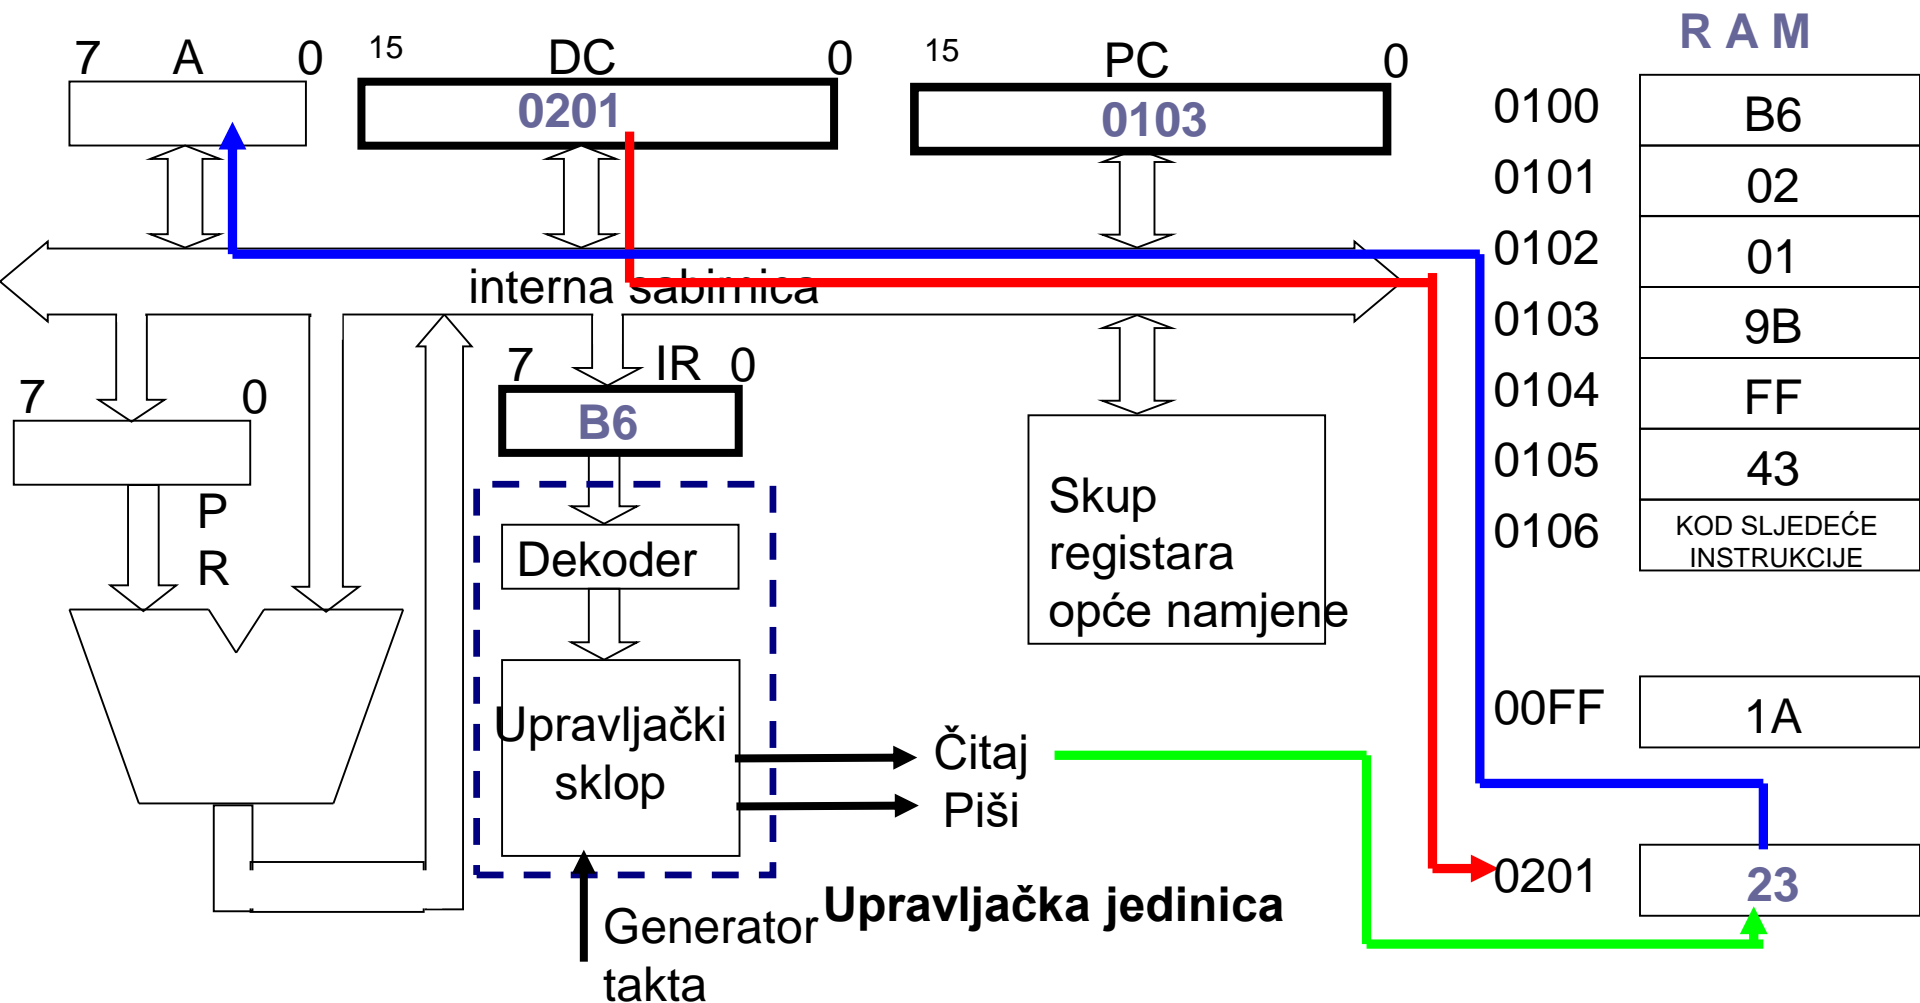 R A M
7 A 0
15 DC 0
15 PC 0
0201
0103
0100 B6
0101 02
0102 01
0103 9B
0104 FF
0105 43
0106 KOD SLJEDEĆE
INSTRUKCIJE
interna sabirnica
7 IR 0
B6
7 0
P
R
Dekoder
Skup
registara
opće namjene
Upravljački
sklop
Čitaj
Piši
00FF 1A
0201 23
Upravljačka jedinica
Generator
takta